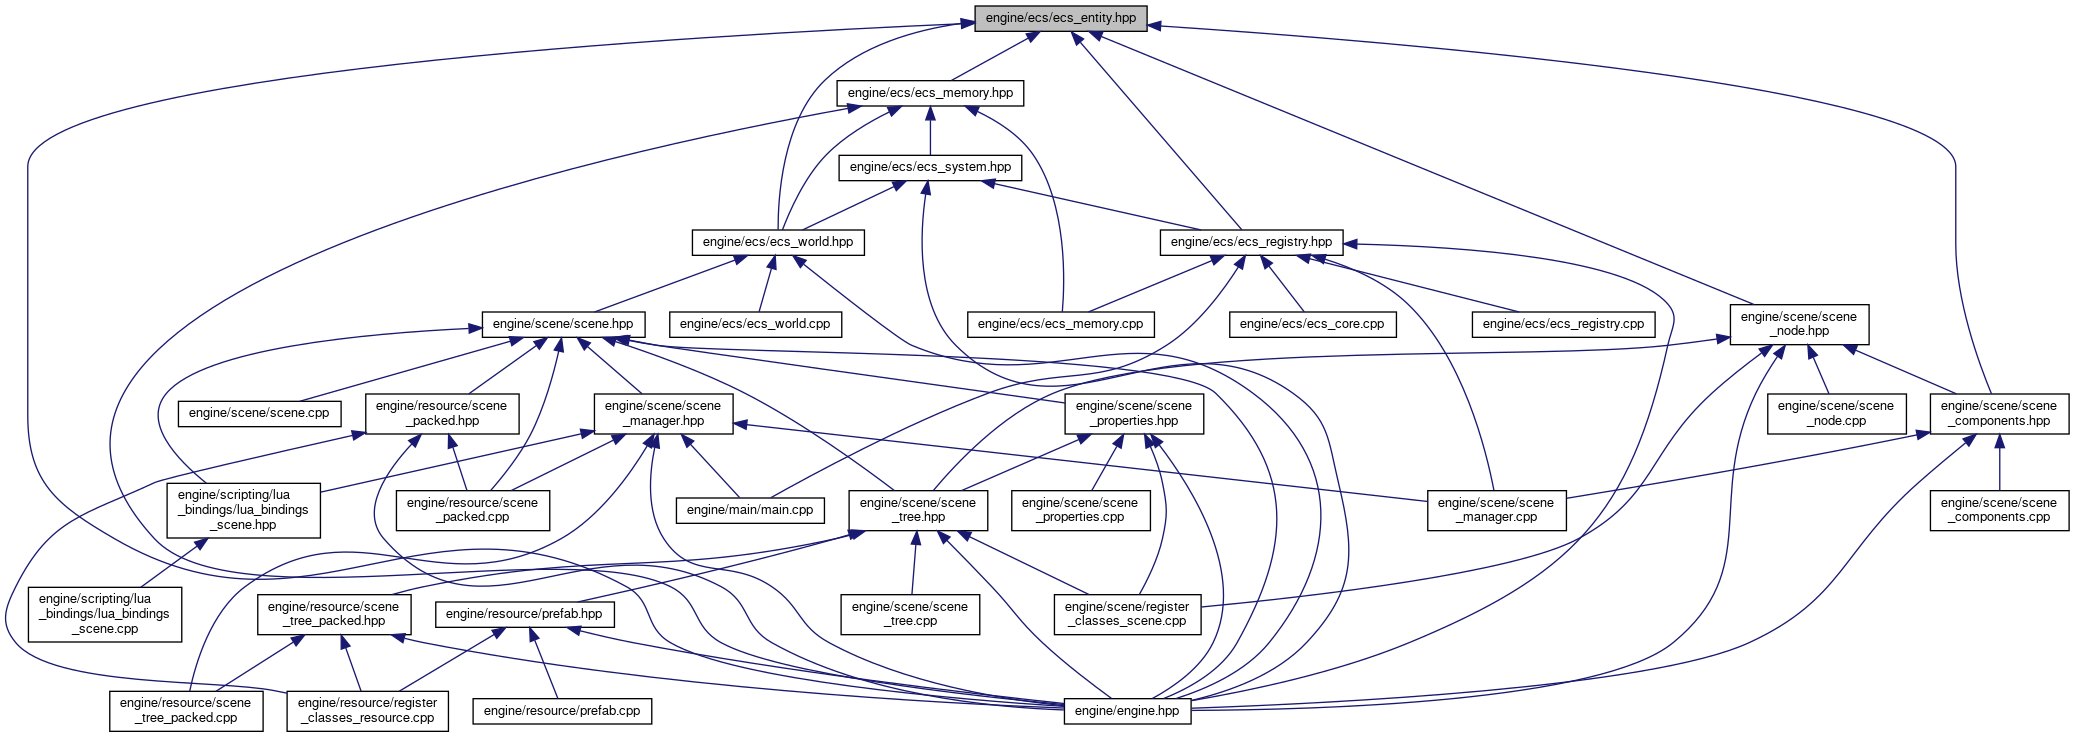 engine/ecs/ecs_entity.hpp
engine/ecs/ecs_memory.hpp
engine/ecs/ecs_system.hpp
engine/ecs/ecs_world.hpp
engine/ecs/ecs_registry.hpp
engine/scene/scene
_node.hpp
engine/scene/scene.hpp
engine/ecs/ecs_world.cpp
engine/ecs/ecs_memory.cpp
engine/ecs/ecs_core.cpp
engine/ecs/ecs_registry.cpp
engine/scene/scene.cpp
engine/resource/scene
_packed.hpp
engine/scene/scene
_manager.hpp
engine/scene/scene
_properties.hpp
engine/scene/scene
_node.cpp
engine/scene/scene
_components.hpp
engine/scripting/lua
_bindings/lua_bindings
_scene.hpp
engine/resource/scene
_packed.cpp
engine/main/main.cpp
engine/scene/scene
_tree.hpp
engine/scene/scene
_properties.cpp
engine/scene/scene
_manager.cpp
engine/scene/scene
_components.cpp
engine/scripting/lua
_bindings/lua_bindings
_scene.cpp
engine/resource/scene
_tree_packed.hpp
engine/resource/prefab.hpp
engine/scene/scene
_tree.cpp
engine/scene/register
_classes_scene.cpp
engine/resource/scene
_tree_packed.cpp
engine/resource/register
_classes_resource.cpp
engine/resource/prefab.cpp
engine/engine.hpp